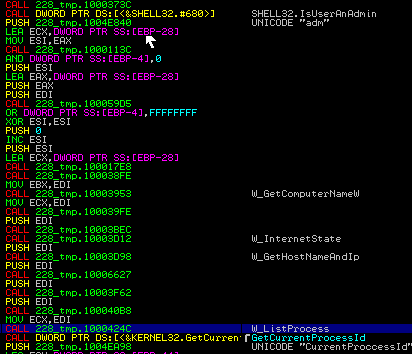 CALL 228_tmp.1000373C
CALL DWORD PTR DS:[<&SHELL32.#680>] SHELL32.IsUserAnAdmin
PUSH 228_tmp.1004E840 UNICODE "adm"
LEA ECX,DWORD PTR SS:[EBP-20]
MOV ESI,EAX
CALL 228_tmp.1000113C
AND DWORD PTR SS:[EBP-4],0
PUSH ESI
LEA EAX,DWORD PTR SS:[EBP-28]
PUSH EAX
PUSH EDI
CALL 228_tmp.100059D5
OR DWORD PTR SS:[EBP-4],FFFFFFFF
XOR ESI,ESI
PUSH 0
INC ESI
PUSH ESI
LEA ECX,DWORD PTR SS:[EBP-28]
CALL 228_tmp.100017E8
CALL 228_tmp.100038FE
MOV EBX,EDI
CALL 228_tmp.10003953 W_GetComputerNameW
MOV ECX,EDI
CALL 228_tmp.100039FE
PUSH EDI
CALL 228_tmp.10003BEC
CALL 228_tmp.10003D12 W_InternetState
PUSH EDI
CALL 228_tmp.10003D98 W_GetHostNameAndIp
PUSH EDI
CALL 228_tmp.10006627
PUSH EDI
CALL 228_tmp.10003F62
PUSH EDI
CALL 228_tmp.100040B8
MOV ECX,EDI
PUSH EDI
CALL 228_tmp.1000424C W_ListProcess
CALL DWORD PTR DS:[<&KERNEL32.GetCurren GetCurrentProcessId
PUSH 228_tmp.1004EA98 UNICODE "CurrentProccessId"